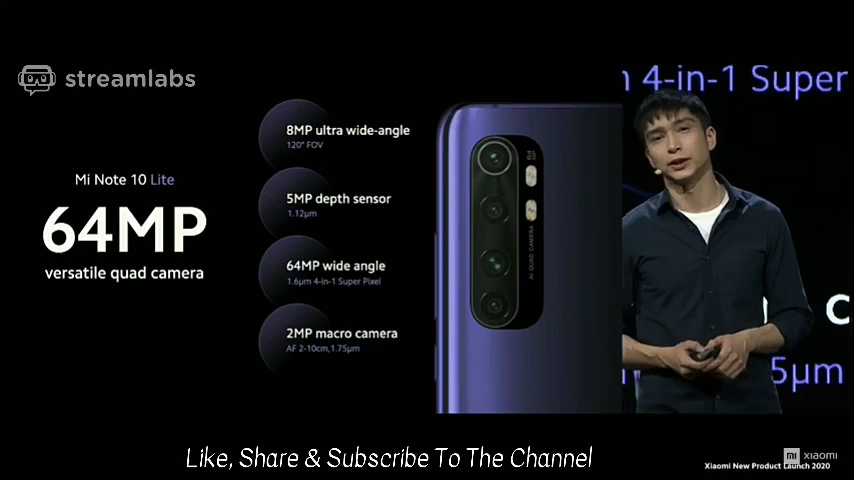 streamlabs
Mi Note 10 Lite
64MP
versatile quad camera
8MP ultra wide-angle
120° FOV
5MP depth sensor
1.12μm
64MP wide angle
1.6μm 4-in-1 Super Pixel
2MP macro camera
AF 2-10cm,1.75μm
64MP
AI QUAD CAMERA
4-in-1 Super
c
5μm
Like, Share & Subscribe To The Channel
mi xiaomi
Xiaomi New Product Launch 2020